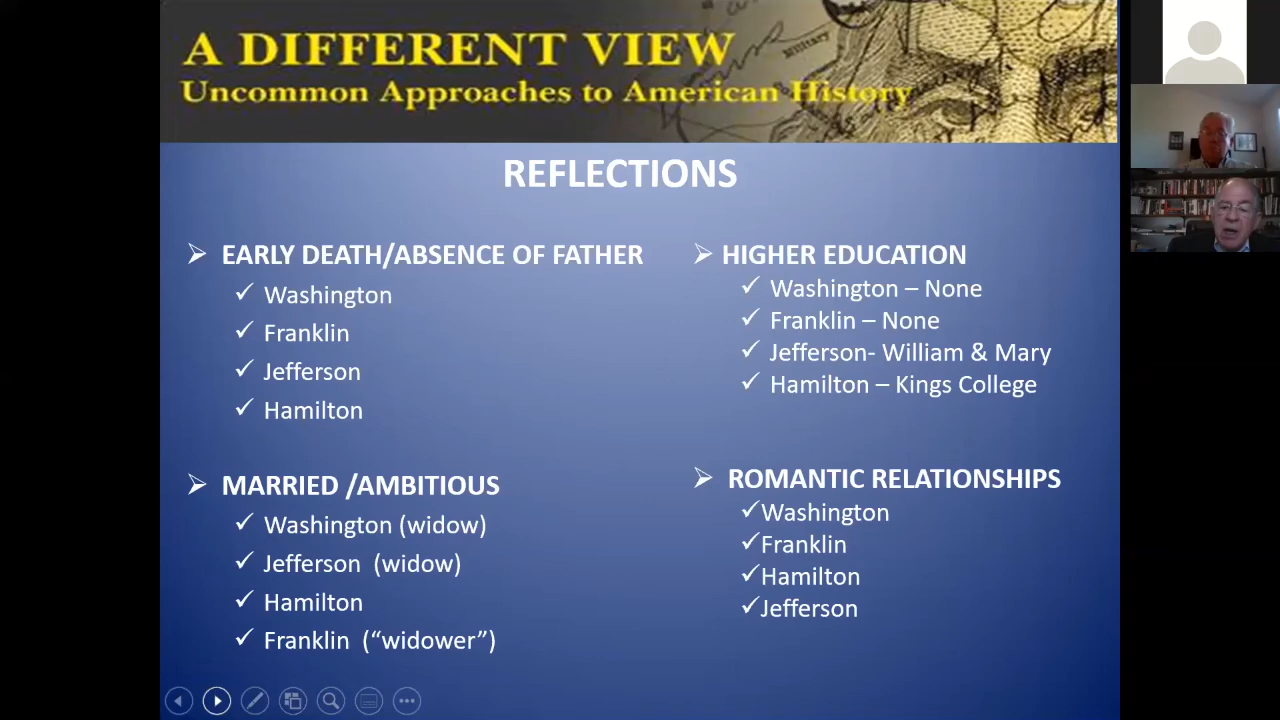 A DIFFERENT VIEW
Uncommon Approaches to American History
Military
REFLECTIONS
➢ EARLY DEATH/ABSENCE OF FATHER
✓ Washington
✓ Franklin
✓ Jefferson
✓ Hamilton
➢ MARRIED /AMBITIOUS
✓ Washington (widow)
✓ Jefferson (widow)
✓ Hamilton
✓ Franklin (“widower”)
➢ HIGHER EDUCATION
✓ Washington – None
✓ Franklin – None
✓ Jefferson- William & Mary
✓ Hamilton – Kings College
➢ ROMANTIC RELATIONSHIPS
✓Washington
✓Franklin
✓Hamilton
✓Jefferson